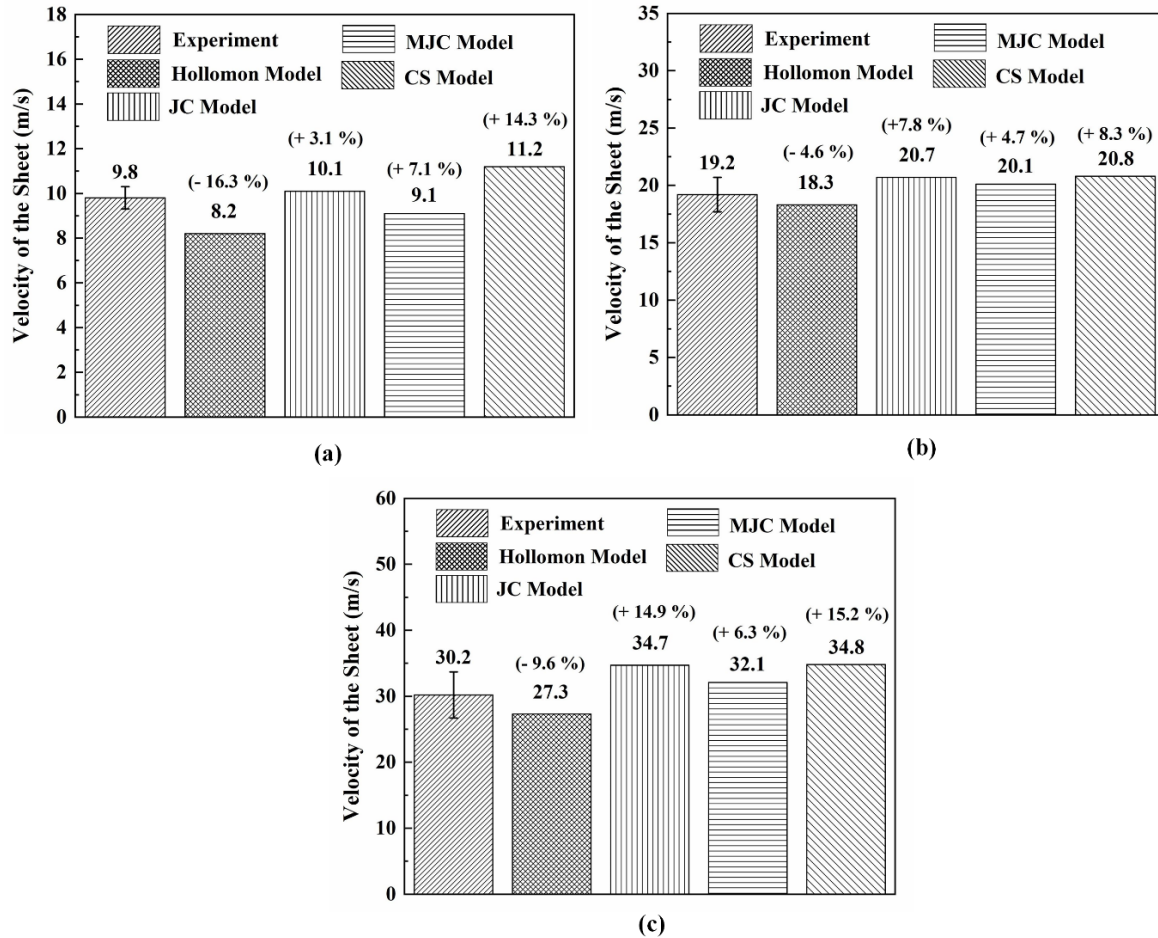 18
16
14
12
10
8
6
4
2
0
Velocity of the Sheet (m/s)
Experiment
Hollomon Model
JC Model
MJC Model
CS Model
9.8
(- 16.3 %)
8.2
(+ 3.1 %)
10.1
(+ 7.1 %)
9.1
(+ 14.3 %)
11.2
(a)
35
30
25
20
15
10
5
0
Velocity of the Sheet (m/s)
Experiment
Hollomon Model
JC Model
MJC Model
CS Model
19.2
(- 4.6 %)
18.3
(+7.8 %)
20.7
(+ 4.7 %)
20.1
(+ 8.3 %)
20.8
(b)
60
50
40
30
20
10
0
Velocity of the Sheet (m/s)
Experiment
Hollomon Model
JC Model
MJC Model
CS Model
30.2
(- 9.6 %)
27.3
(+ 14.9 %)
34.7
(+ 6.3 %)
32.1
(+ 15.2 %)
34.8
(c)